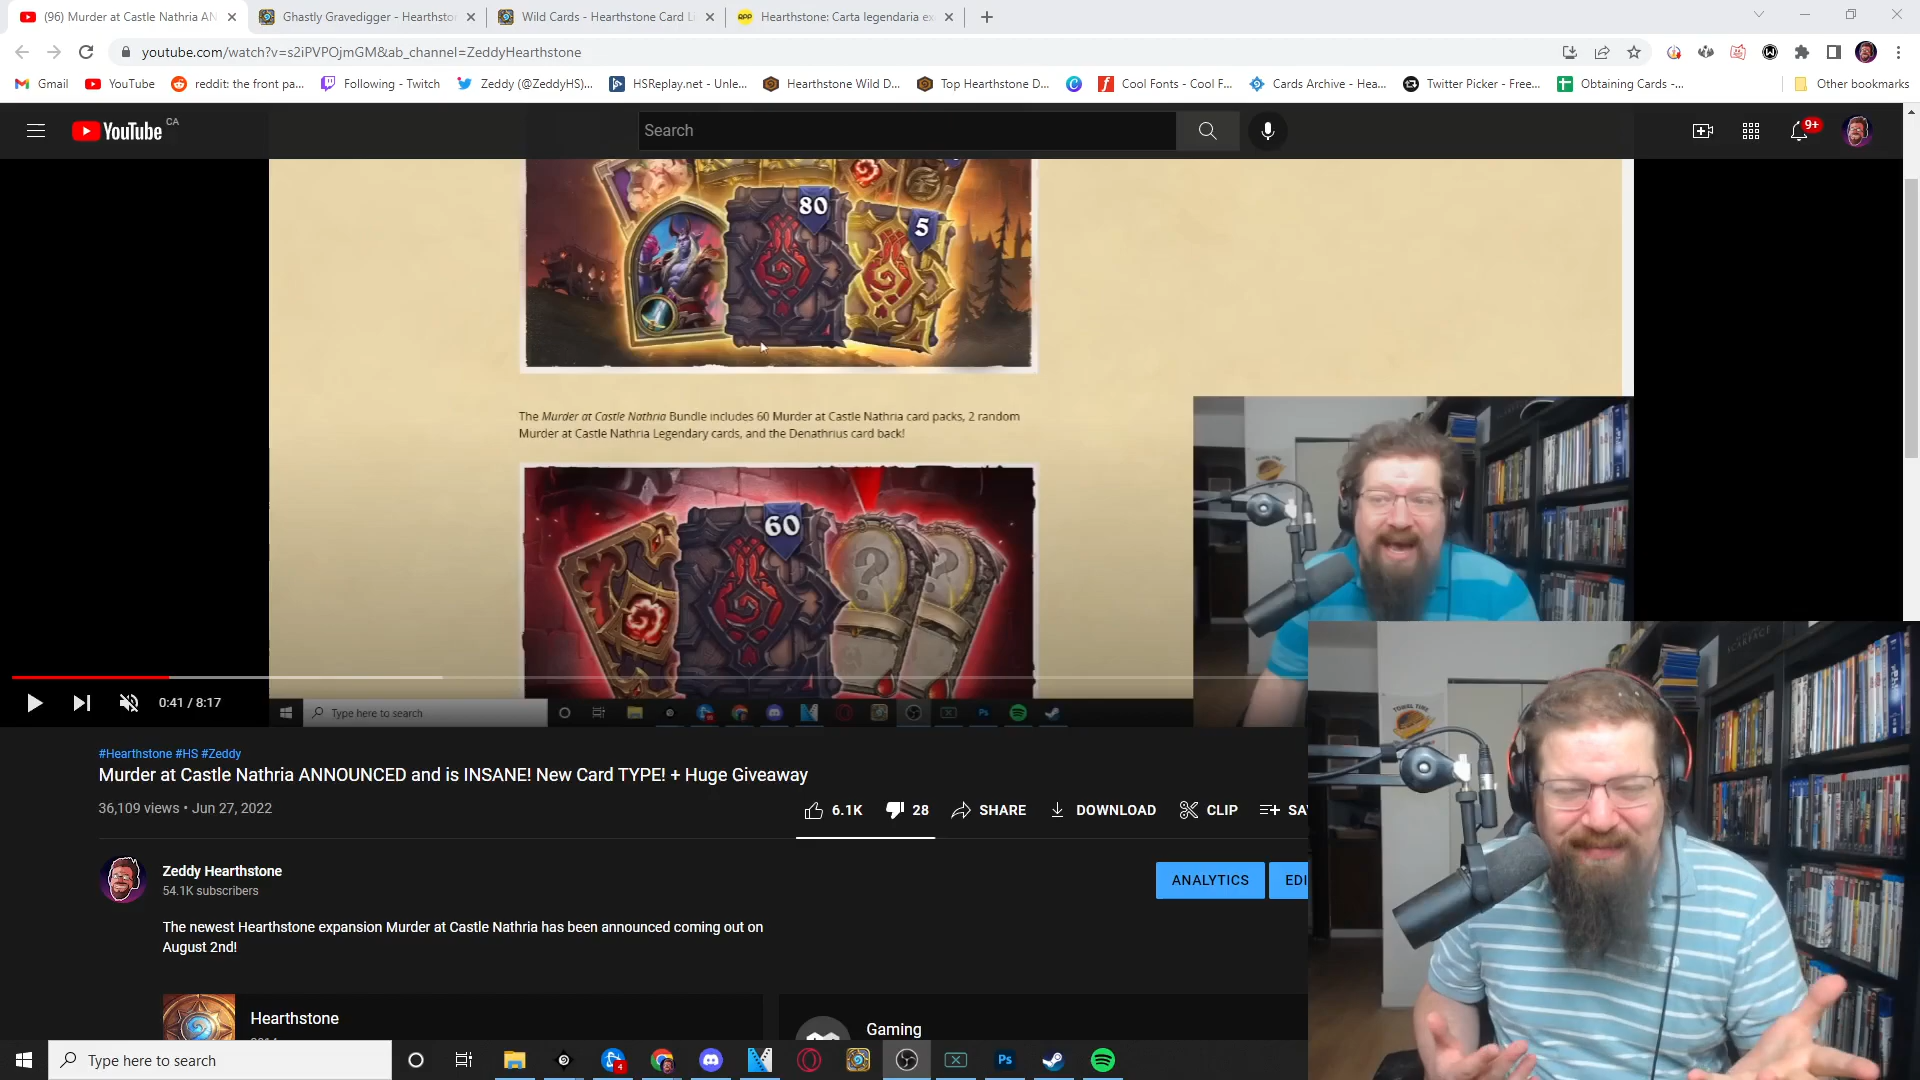 (96) Murder at Castle Nathria AN
Ghastly Gravedigger - Hearthsto
Wild Cards - Hearthstone Card Li
Hearthstone: Carta legendaria ex
youtube.com/watch?v=s2iPVPOjmGM&ab_channel=ZeddyHearthstone
Gmail
YouTube
reddit: the front pa...
Following - Twitch
Zeddy (@ZeddyHS)...
HSReplay.net - Unle...
Hearthstone Wild D...
Top Hearthstone D...
Cool Fonts - Cool F...
Cards Archive - Hea...
Twitter Picker - Free...
Obtaining Cards -...
Other bookmarks
YouTube CA
Search
9+
80
5
The Murder at Castle Nathria Bundle includes 60 Murder at Castle Nathria card packs, 2 random
Murder at Castle Nathria Legendary cards, and the Denathrius card back!
60
0:41 / 8:17
Type here to search
#Hearthstone #HS #Zeddy
Murder at Castle Nathria ANNOUNCED and is INSANE! New Card TYPE! + Huge Giveaway
36,109 views • Jun 27, 2022
6.1K
28
SHARE
DOWNLOAD
CLIP
SA
Zeddy Hearthstone
54.1K subscribers
ANALYTICS
EDI
The newest Hearthstone expansion Murder at Castle Nathria has been announced coming out on
August 2nd!
Hearthstone
Gaming
Type here to search
4
Ps